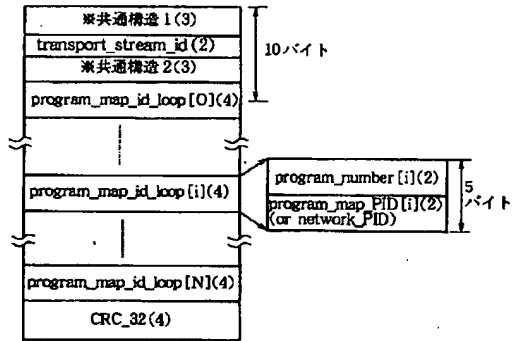 ※共通構造1(3)
transport_stream_id(2)
※共通構造2(3)
program_map_id_loop[0](4)
10バイト
program_map_id_loop[i](4)
program_number[i](2)
program_map_PID[i](2)
(or network_PID)
5
バイト
program_map_id_loop[N](4)
CRC_32(4)